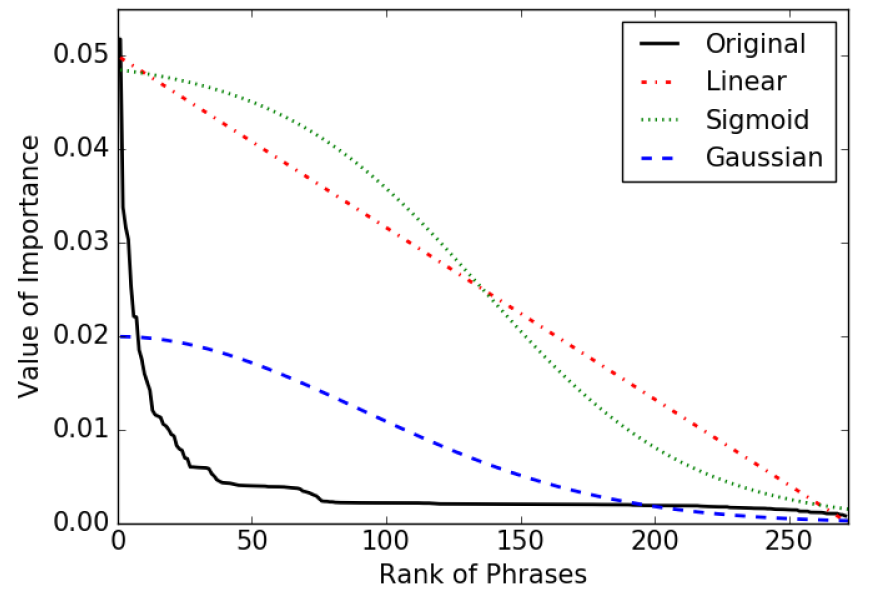 Value of Importance
0.05
0.04
0.03
0.02
0.01
0.00
Original
Linear
Sigmoid
Gaussian
0 50 100 150 200 250
Rank of Phrases